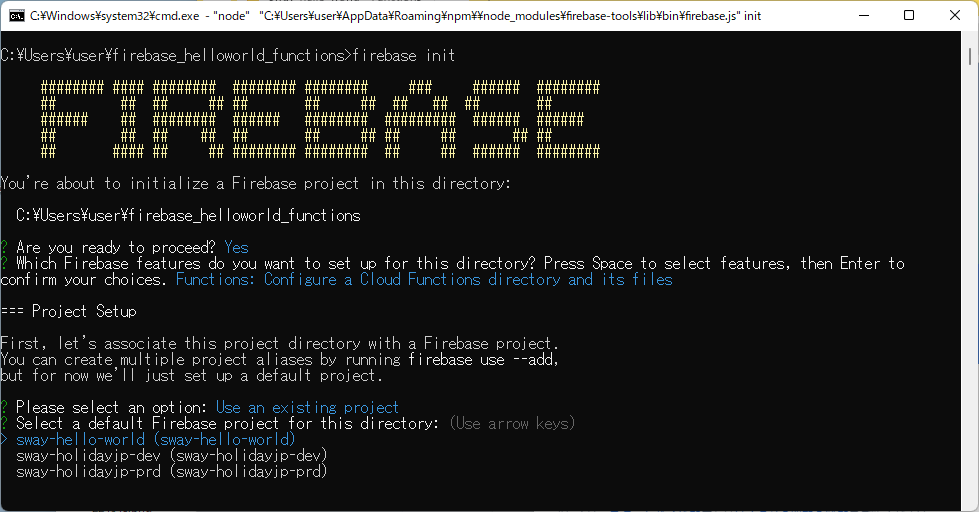 C:¥Windows¥system32¥cmd.exe - "node" "C:¥Users¥user¥AppData¥Roaming¥npm¥¥node_modules¥firebase-tools¥lib¥bin¥firebase.js" init
C:¥Users¥user¥firebase_helloworld_functions>firebase init
FIREBASE
You're about to initialize a Firebase project in this directory:
C:¥Users¥user¥firebase_helloworld_functions
? Are you ready to proceed? Yes
? Which Firebase features do you want to set up for this directory? Press Space to select features, then Enter to
confirm your choices. Functions: Configure a Cloud Functions directory and its files
=== Project Setup
First, let's associate this project directory with a Firebase project.
You can create multiple project aliases by running firebase use --add,
but for now we'll just set up a default project.
? Please select an option: Use an existing project
? Select a default Firebase project for this directory: (Use arrow keys)
> sway-hello-world (sway-hello-world)
sway-holidayjp-dev (sway-holidayjp-dev)
sway-holidayjp-prd (sway-holidayjp-prd)